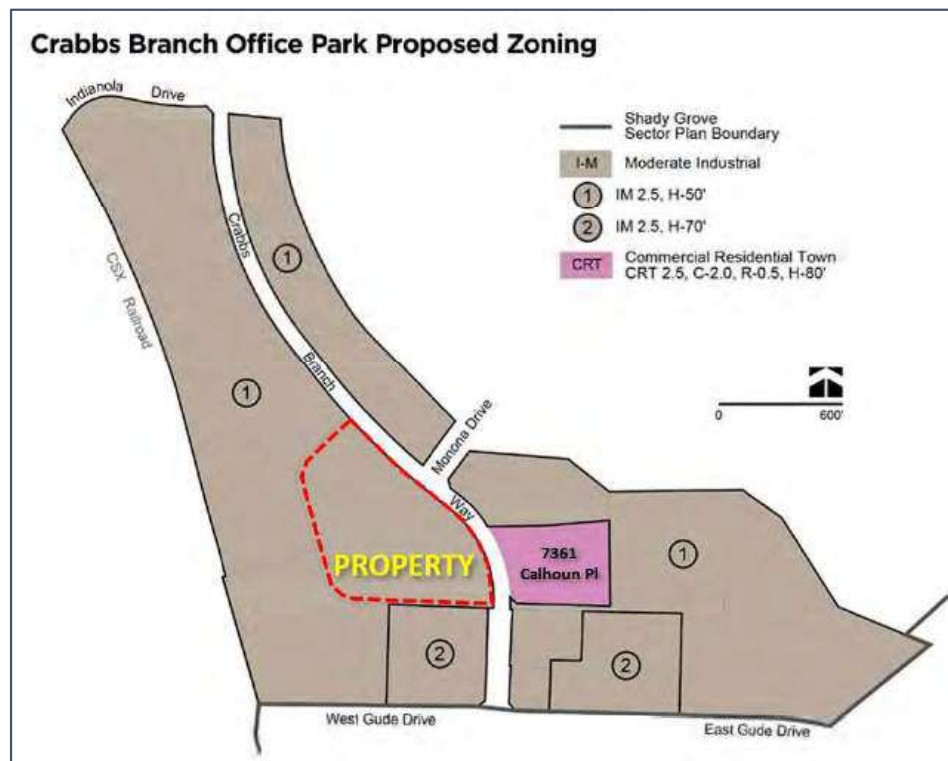 Crabbs Branch Office Park Proposed Zoning
Indianola Drive
Shady Grove
Sector Plan Boundary
I-M Moderate Industrial
1 IM 2.5, H-50'
2 IM 2.5, H-70'
CRT Commercial Residential Town
CRT 2.5, C-2.0, R-0.5, H-80'
Crabbs Branch Way
1
CSX Railroad
1
0 600'
Monona Drive
PROPERTY
7361
Calhoun Pl
1
2
2
West Gude Drive
East Gude Drive